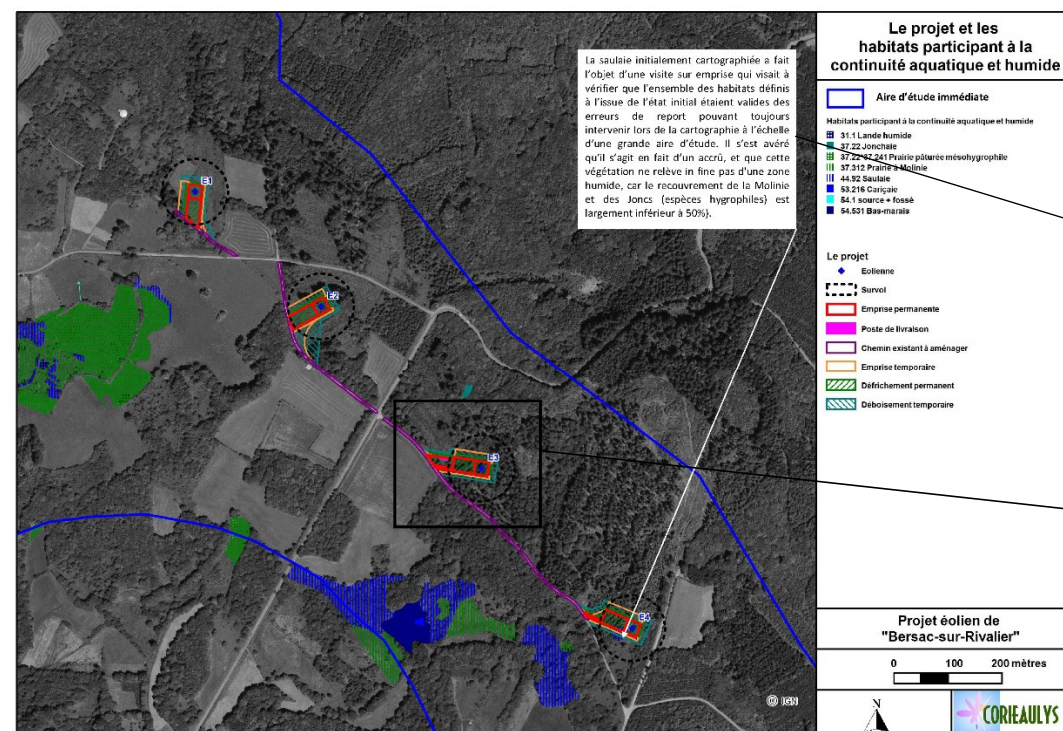 La saulaie initialement cartographiée a fait
l'objet d'une visite sur emprise qui visait à
vérifier que l'ensemble des habitats définis
à l'issue de l'état initial étaient valides des
erreurs de report pouvant toujours
intervenir lors de la cartographie à l'échelle
d'une grande aire d'étude. Il s'est avéré
qu'il s'agit en fait d'un accrû, et que cette
végétation ne relève in fine pas d'une zone
humide, car le recouvrement de la Molinie
et des Joncs (espèces hygrophiles) est
largement inférieur à 50%).
E1
E2
E3
E4
© IGN
Le projet et les
habitats participant à la
continuité aquatique et humide
Aire d'étude immédiate
Habitats participant à la continuité aquatique et humide
31.1 Lande humide
37.22 Jonchaie
37.22*37.241 Prairie pâturée mésohygrophile
37.312 Prairie à Molinie
44.92 Saulaie
53.216 Cariçaie
54.1 source + fossé
54.531 Bas-marais
Le projet
Eolienne
Survol
Emprise permanente
Poste de livraison
Chemin existant à aménager
Emprise temporaire
Défrichement permanent
Déboisement temporaire
Projet éolien de
"Bersac-sur-Rivalier"
0 100 200 mètres
N
CORIEAULYS